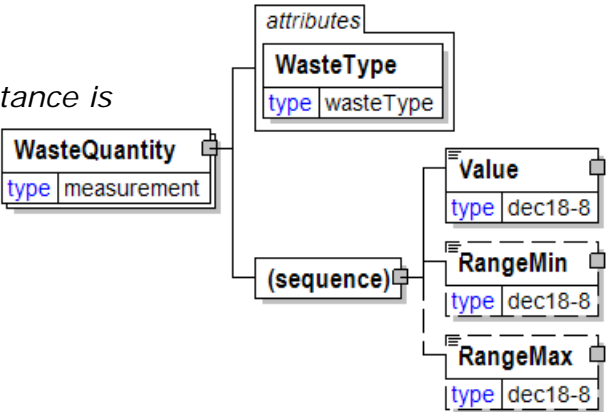 attributes
WasteType
type wasteType
tance is
WasteQuantity
type measurement
Value
type dec18-8
(sequence)
RangeMin
type dec18-8
RangeMax
type dec18-8